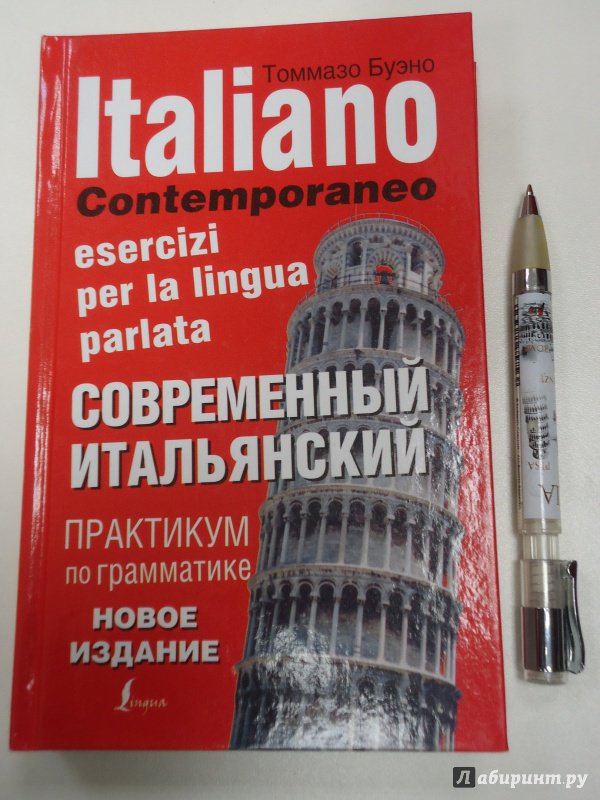 Томмазо Буэно
Italiano
Contemporaneo
esercizi
per la lingua
parlata
СОВРЕМЕННЫЙ
ИТАЛЬЯНСКИЙ
ПРАКТИКУМ
по грамматике
НОВОЕ
ИЗДАНИЕ
Lingua
PISA
Лабиринт.ру